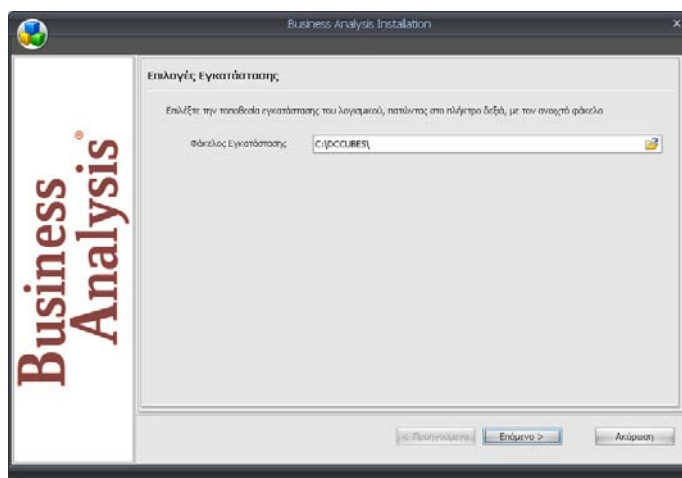 Business Analysis Installation
Επιλογές Εγκατάστασης
Επιλέξτε την τοποθεσία εγκατάστασης του λογισμικού, πατώντας στο πλήκτρο δεξιά, με τον ανοιχτό φάκελο
Φάκελος Εγκατάστασης
C:\DCCUBES\
Business
Analysis®
< Προηγούμενο
Επόμενο >
Ακύρωση